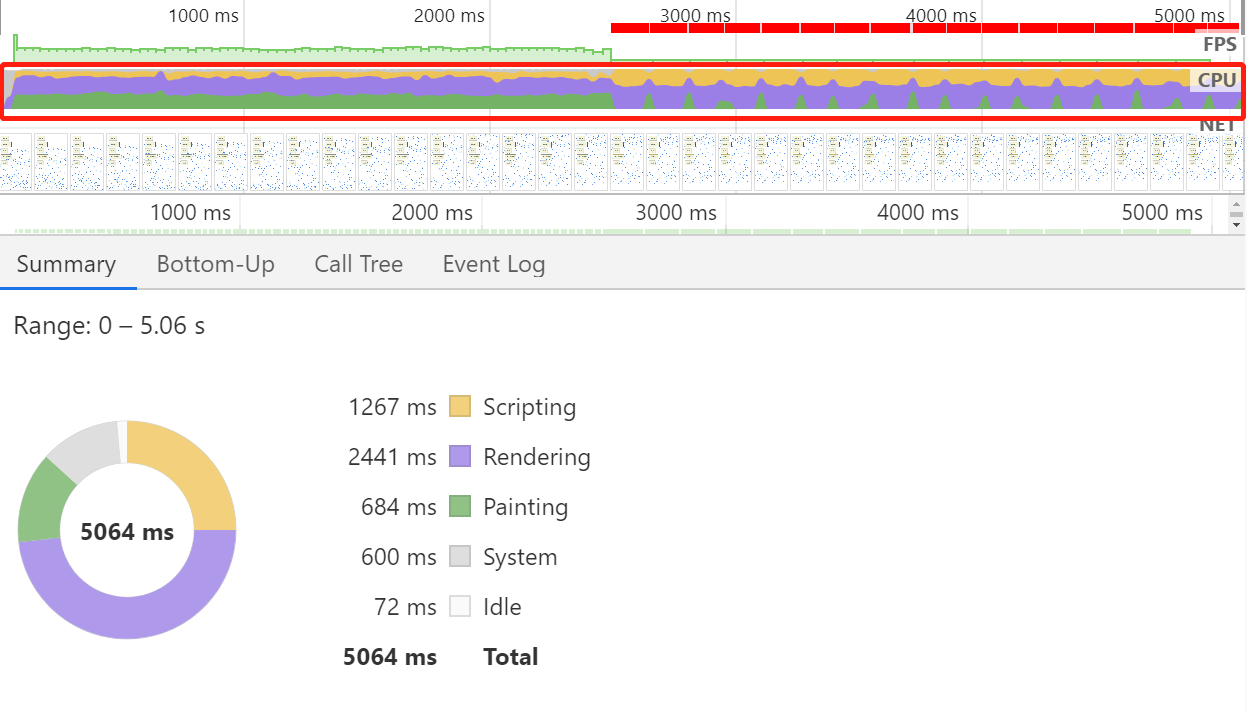 1000 ms 2000 ms 3000 ms 4000 ms 5000 ms
FPS
CPU
NET
1000 ms 2000 ms 3000 ms 4000 ms 5000 ms
Summary Bottom-Up Call Tree Event Log
Range: 0 – 5.06 s
1267 ms Scripting
2441 ms Rendering
5064 ms
684 ms Painting
600 ms System
72 ms Idle
5064 ms Total